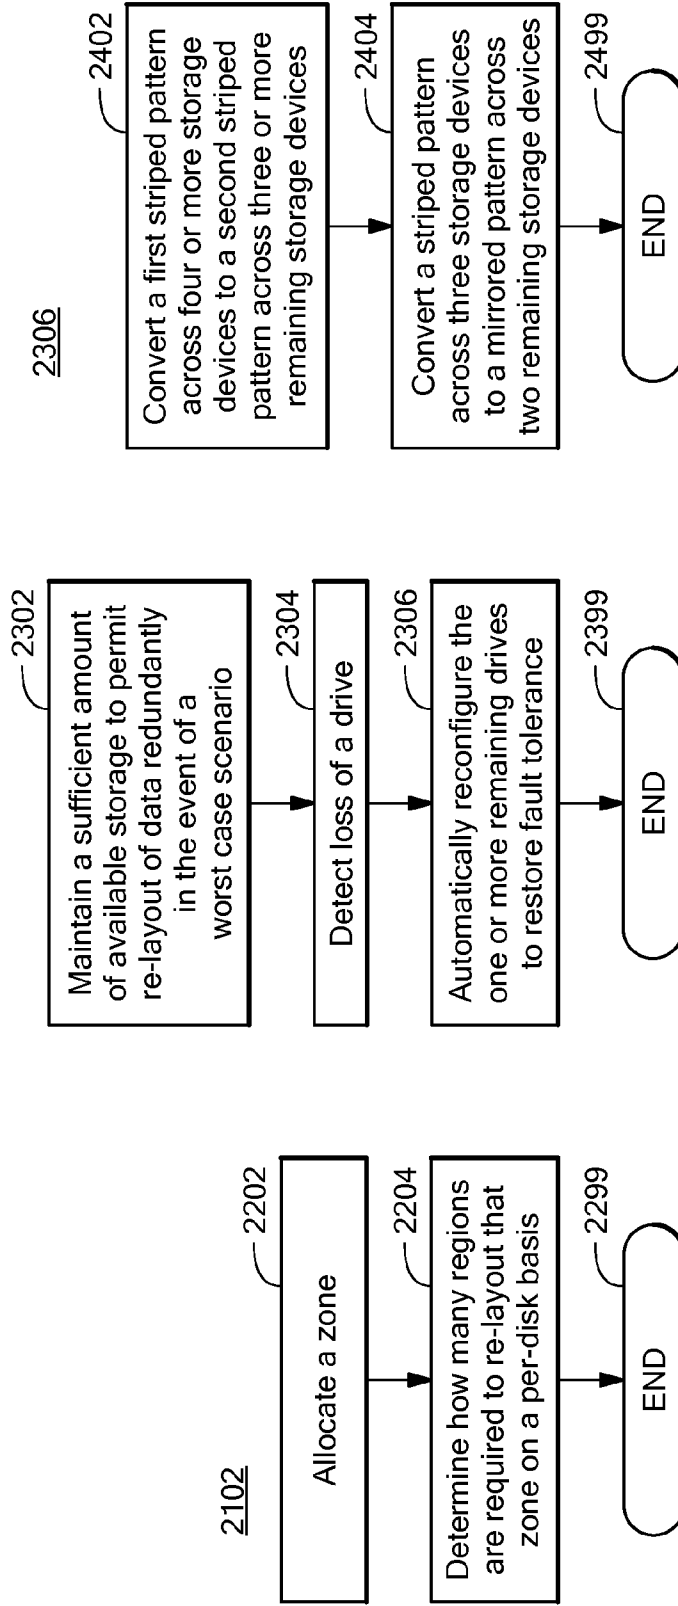 2102
2202
Allocate a zone
2204
Determine how many regions
are required to re-layout that
zone on a per-disk basis
2299
END
2302
Maintain a sufficient amount
of available storage to permit
re-layout of data redundantly
in the event of a
worst case scenario
2304
Detect loss of a drive
2306
Automatically reconfigure the
one or more remaining drives
to restore fault tolerance
2399
END
2306
2402
Convert a first striped pattern
across four or more storage
devices to a second striped
pattern across three or more
remaining storage devices
2404
Convert a striped pattern
across three storage devices
to a mirrored pattern across
two remaining storage devices
2499
END